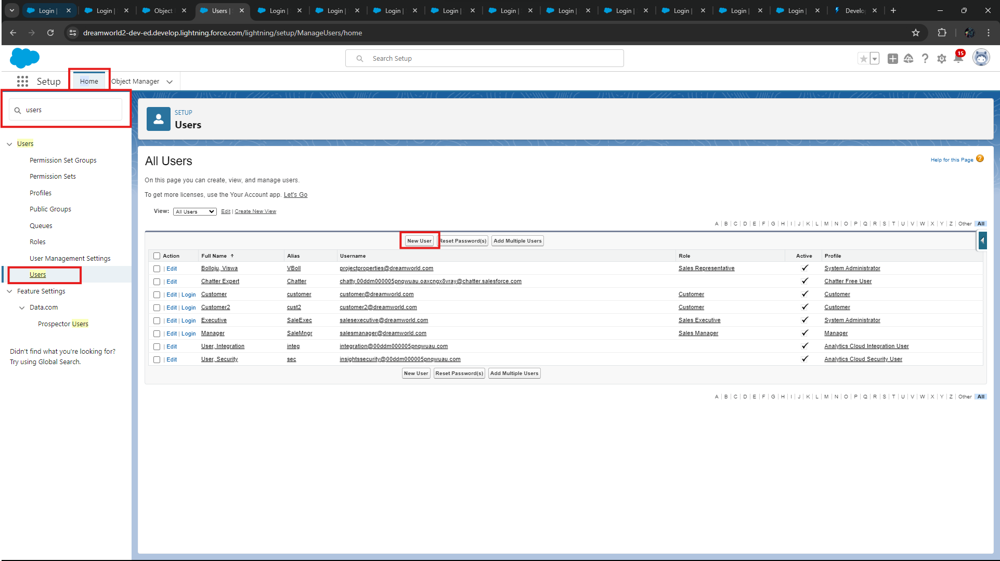 Login |
Login |
Object
Users |
Login |
Login |
Login |
Login |
Login |
Login |
Login |
Login |
Login |
Login |
Develo
dreamworld2-dev-ed.develop.lightning.force.com/lightning/setup/ManageUsers/home
Search Setup
15
Setup
Home
Object Manager
users
Users
Permission Set Groups
Permission Sets
Profiles
Public Groups
Queues
Roles
User Management Settings
Users
Feature Settings
Data.com
Prospector Users
Didn't find what you're looking for?
Try using Global Search.
SETUP
Users
All Users
Help for this Page ?
On this page you can create, view, and manage users.
To get more licenses, use the Your Account app. Let's Go
View: All Users Edit | Create New View
A | B | C | D | E | F | G | H | I | J | K | L | M | N | O | P | Q | R | S | T | U | V | W | X | Y | Z | Other All
New User Reset Password(s) Add Multiple Users
Action Full Name ↑ Alias Username Role Active Profile
| Edit Bolloju, Viswa VBoll projectproperties@dreamworld.com Sales Representative ✓ System Administrator
| Edit Chatter Expert Chatter chatty.00ddm000005pnqwuau.oaxcngx8vray@chatter.salesforce.com ✓ Chatter Free User
| Edit | Login Customer customer customer@dreamworld.com Customer ✓ Customer
| Edit | Login Customer2 cust2 customer2@dreamworld.com Customer ✓ Customer
| Edit | Login Executive SaleExec salesexecutive@dreamworld.com Sales Executive ✓ System Administrator
| Edit | Login Manager SaleMngr salesmanager@dreamworld.com Sales Manager ✓ Manager
| Edit User, Integration integ integration@00ddm000005pnqwuau.com ✓ Analytics Cloud Integration User
| Edit User, Security sec insightssecurity@00ddm000005pnqwuau.com ✓ Analytics Cloud Security User
New User Reset Password(s) Add Multiple Users
A | B | C | D | E | F | G | H | I | J | K | L | M | N | O | P | Q | R | S | T | U | V | W | X | Y | Z | Other All